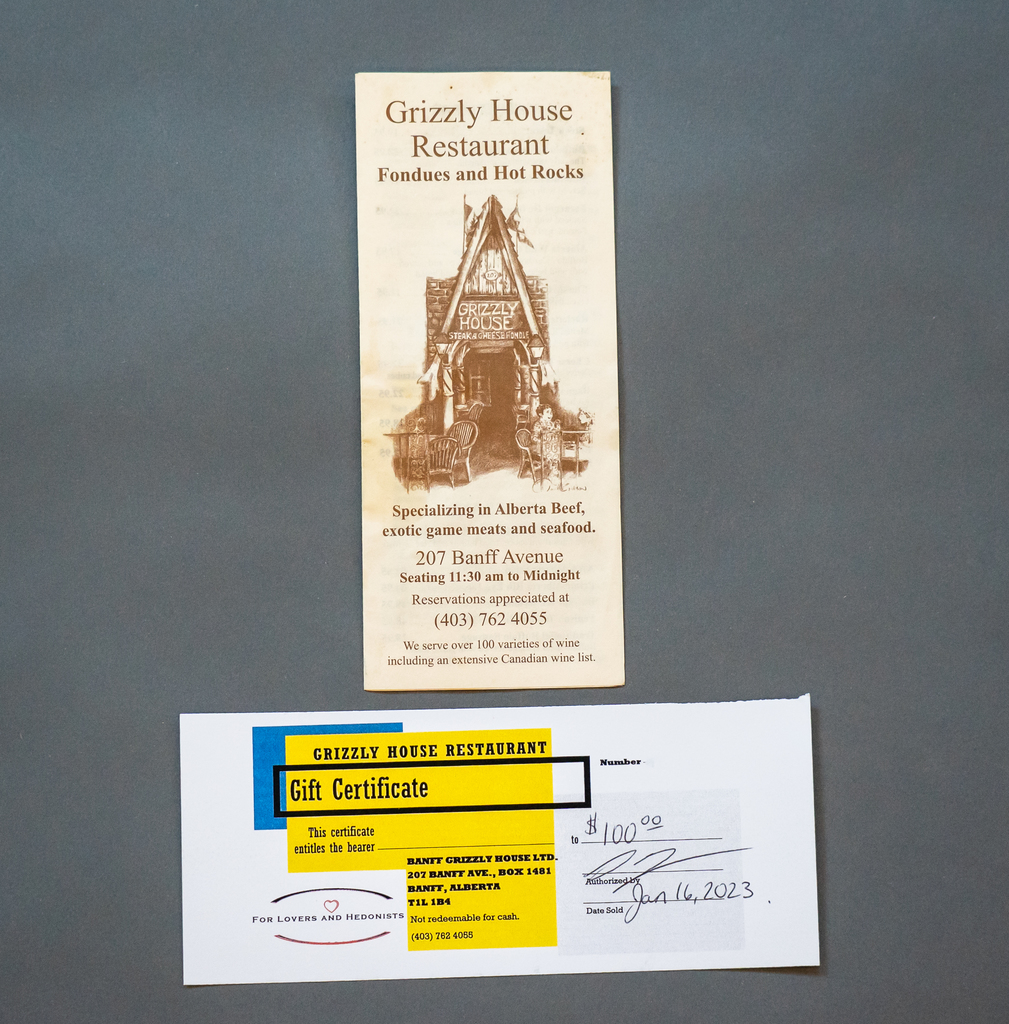 Grizzly House
Restaurant
Fondues and Hot Rocks
GRIZZLY
HOUSE
STEAK & CHEESE FONDUE
Specializing in Alberta Beef,
exotic game meats and seafood.
207 Banff Avenue
Seating 11:30 am to Midnight
Reservations appreciated at
(403) 762 4055
We serve over 100 varieties of wine
including an extensive Canadian wine list.
GRIZZLY HOUSE RESTAURANT
Gift Certificate
This certificate
entitles the bearer
BANFF GRIZZLY HOUSE LTD.
207 BANFF AVE., BOX 1481
BANFF, ALBERTA
T1L 1B4
Not redeemable for cash.
(403) 762 4055
FOR LOVERS AND HEDONISTS
Number
to $100.00
Authorized by
Date Sold Jan 16, 2023.